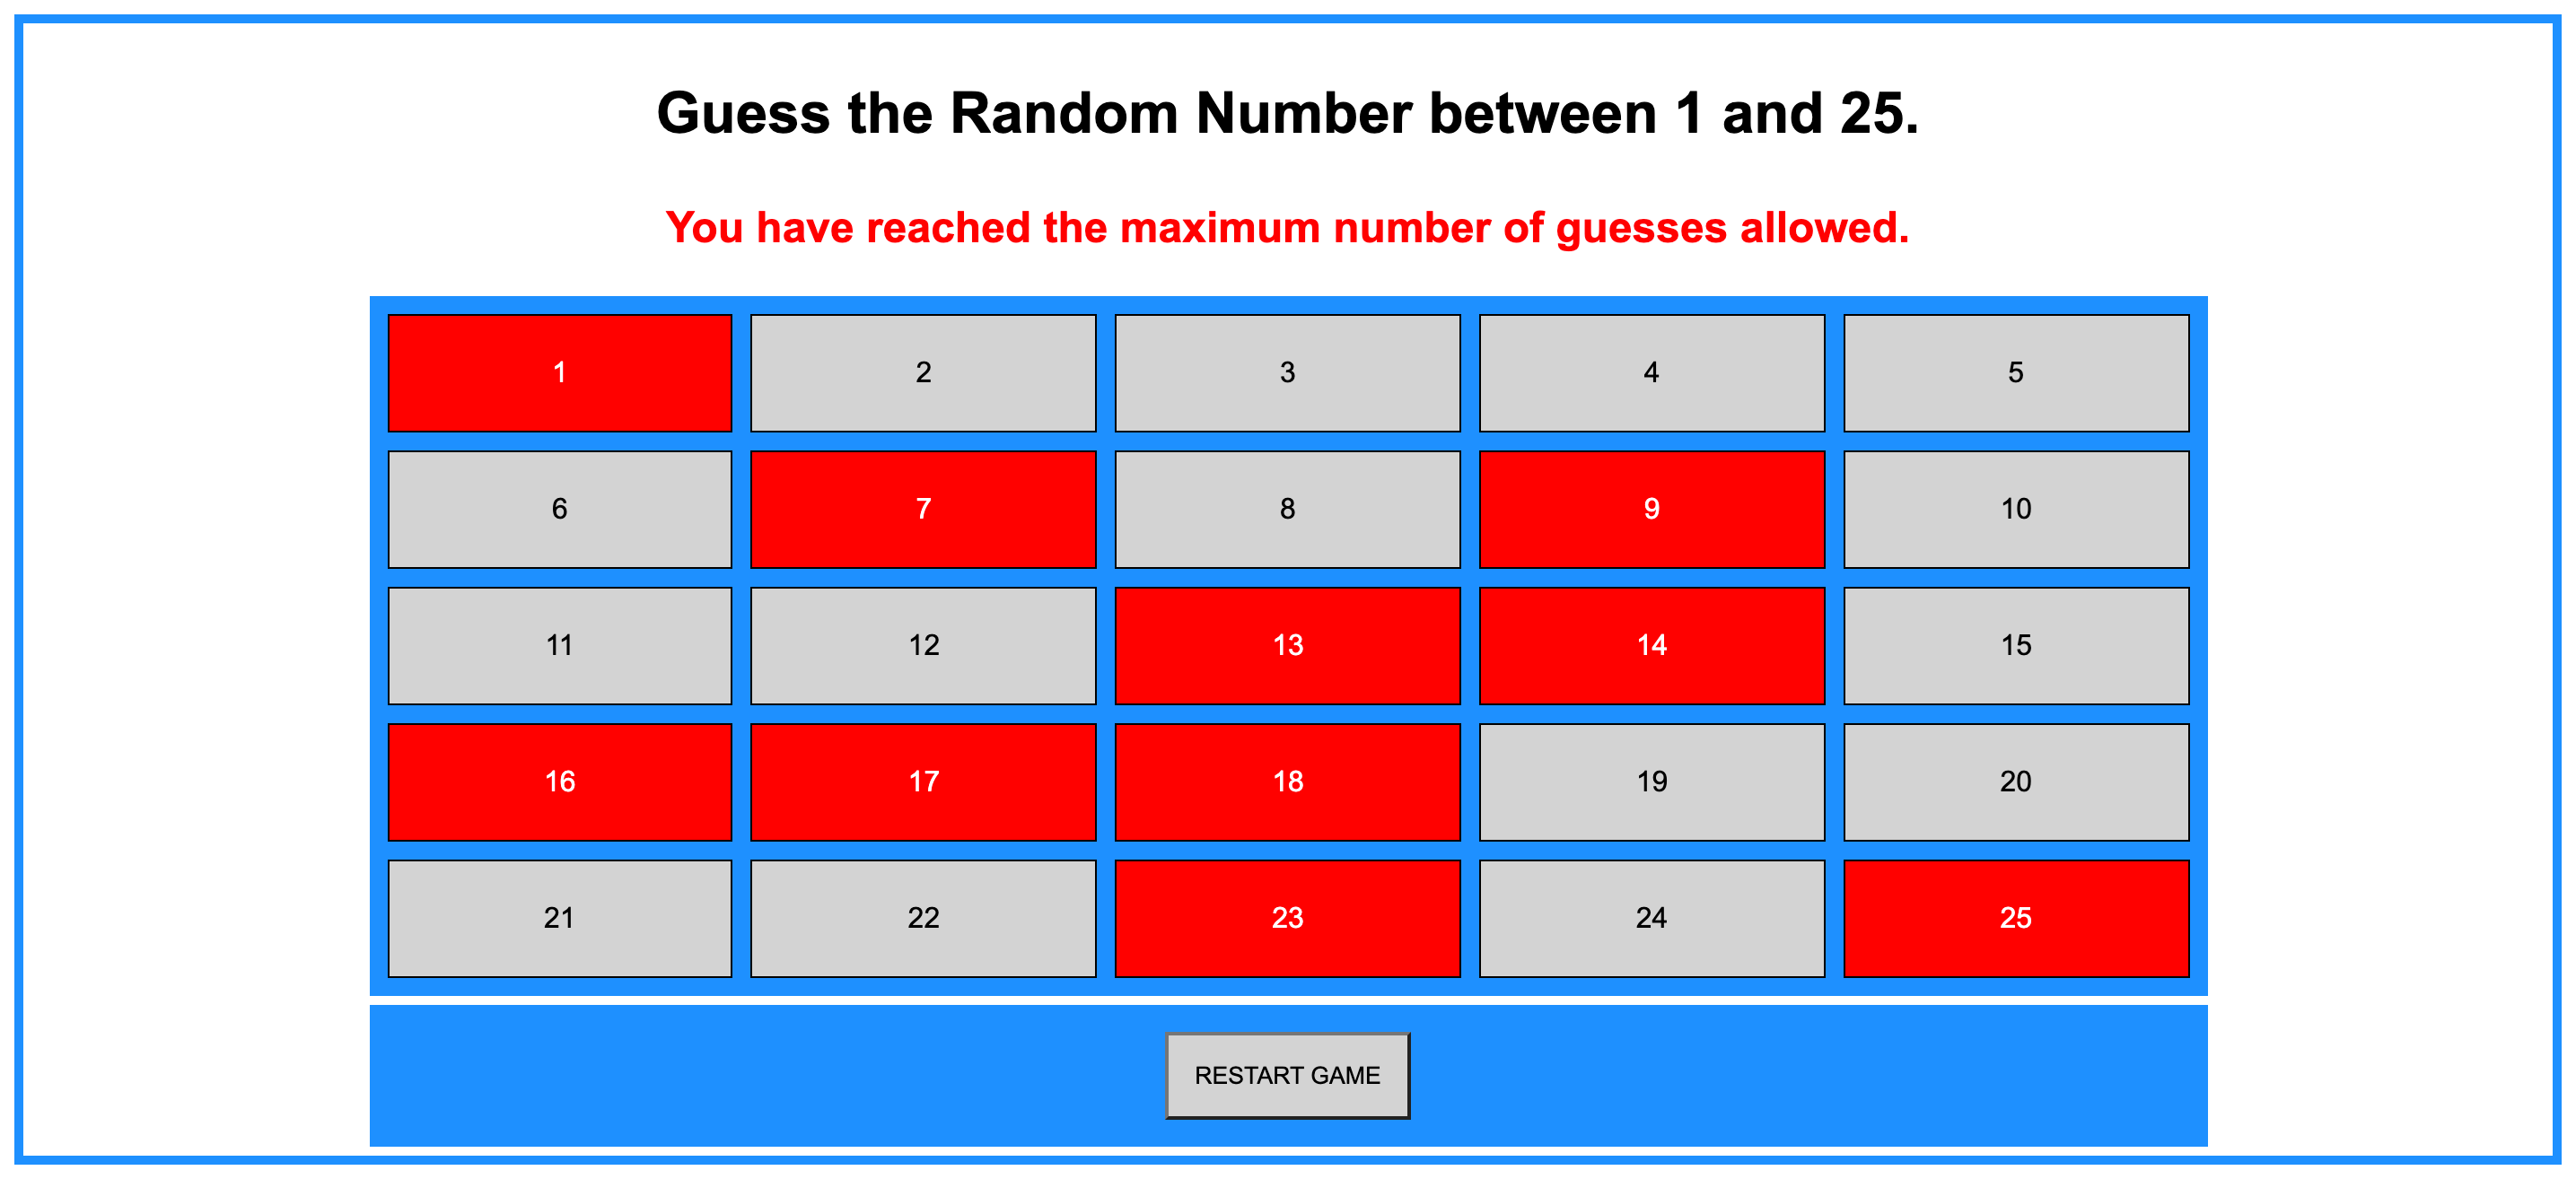 Guess the Random Number between 1 and 25.
You have reached the maximum number of guesses allowed.
1 2 3 4 5
6 7 8 9 10
11 12 13 14 15
16 17 18 19 20
21 22 23 24 25
RESTART GAME